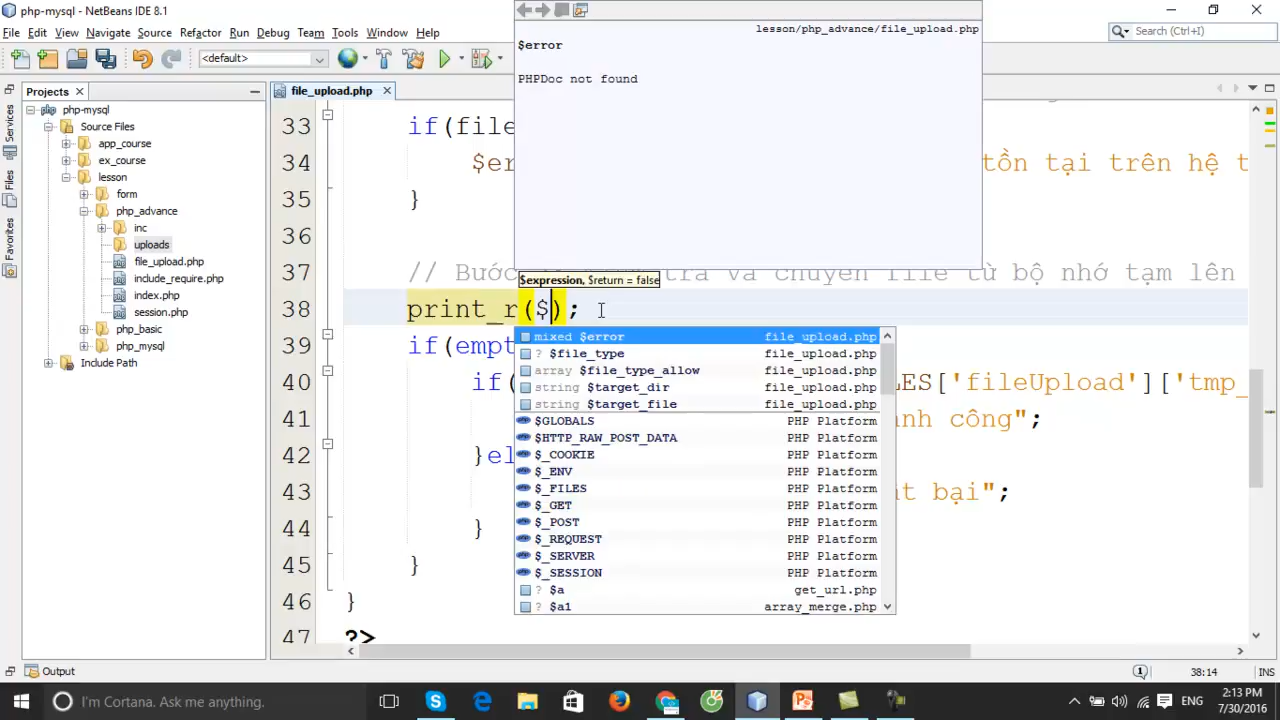 php-mysql - NetBeans IDE 8.1
File Edit View Navigate Source Refactor Run Debug Team Tools Window Help
Search (Ctrl+I)
<default>
Projects
file_upload.php
Services
Files
Favorites
php-mysql
Source Files
app_course
ex_course
lesson
form
php_advance
inc
uploads
file_upload.php
include_require.php
index.php
session.php
php_basic
php_mysql
Include Path
lesson/php_advance/file_upload.php
$error
PHPDoc not found
33 if(file
34 $er tồn tại trên hệ t
35 }
36
37 // Bước tra và chuyển file từ bộ nhớ tạm lên
$expression, $return = false
38 print_r($);
39 if(empt
40 if( LES['fileUpload']['tmp_
41 công";
42 }el
43 bại";
44 }
45 }
46 }
47 ?>
mixed $error file_upload.php
? $file_type file_upload.php
array $file_type_allow file_upload.php
string $target_dir file_upload.php
string $target_file file_upload.php
$GLOBALS PHP Platform
$HTTP_RAW_POST_DATA PHP Platform
$_COOKIE PHP Platform
$_ENV PHP Platform
$_FILES PHP Platform
$_GET PHP Platform
$_POST PHP Platform
$_REQUEST PHP Platform
$_SERVER PHP Platform
$_SESSION PHP Platform
? $a get_url.php
? $a1 array_merge.php
Output
38:14 INS
I'm Cortana. Ask me anything.
ENG
2:13 PM
7/30/2016